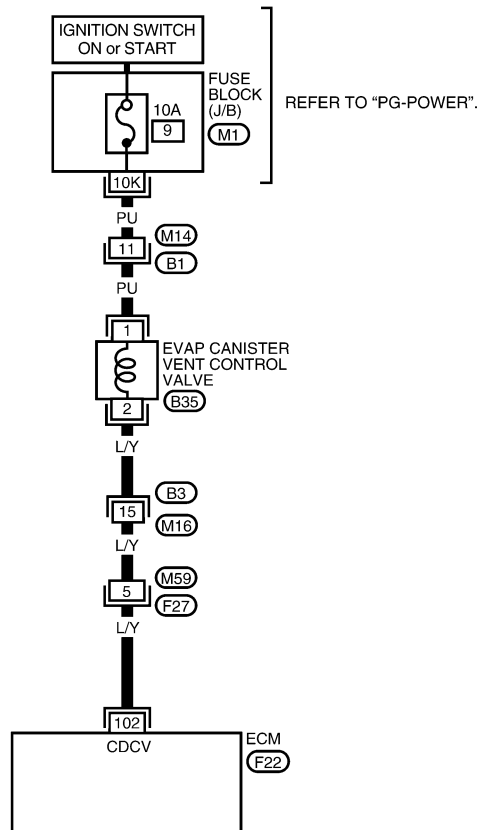 IGNITION SWITCH
ON or START
FUSE
BLOCK
(J/B)
M1
10A
9
REFER TO "PG-POWER".
10K
PU
11
M14
B1
PU
1
EVAP CANISTER
VENT CONTROL
VALVE
B35
2
L/Y
15
B3
M16
L/Y
5
M59
F27
L/Y
102
CDCV
ECM
F22